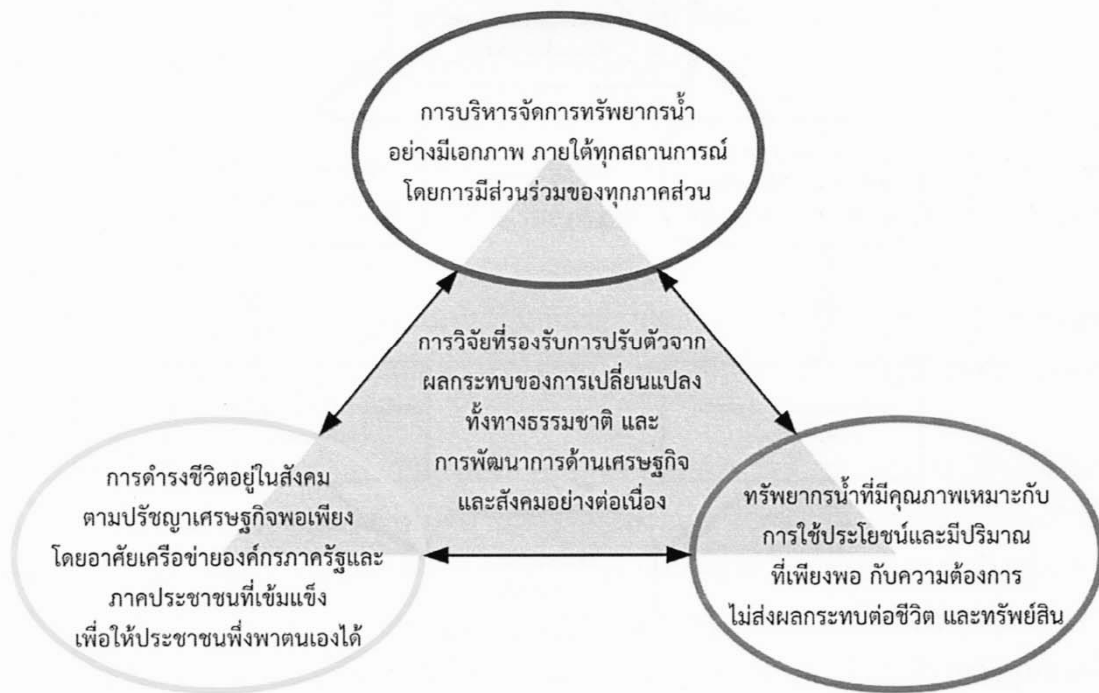 การบริหารจัดการทรัพยากรน้ำ
อย่างมีเอกภาพ ภายใต้ทุกสถานการณ์
โดยการมีส่วนร่วมของทุกภาคส่วน
การวิจัยที่รองรับการปรับตัวจาก
ผลกระทบของการเปลี่ยนแปลง
ทั้งทางธรรมชาติ และ
การพัฒนาการด้านเศรษฐกิจ
และสังคมอย่างต่อเนื่อง
การดำรงชีวิตอยู่ในสังคม
ตามปรัชญาเศรษฐกิจพอเพียง
โดยอาศัยเครือข่ายองค์กรภาครัฐและ
ภาคประชาชนที่เข้มแข็ง
เพื่อให้ประชาชนพึ่งพาตนเองได้
ทรัพยากรน้ำที่มีคุณภาพเหมาะกับ
การใช้ประโยชน์และมีปริมาณ
ที่เพียงพอ กับความต้องการ
ไม่ส่งผลกระทบต่อชีวิต และทรัพย์สิน